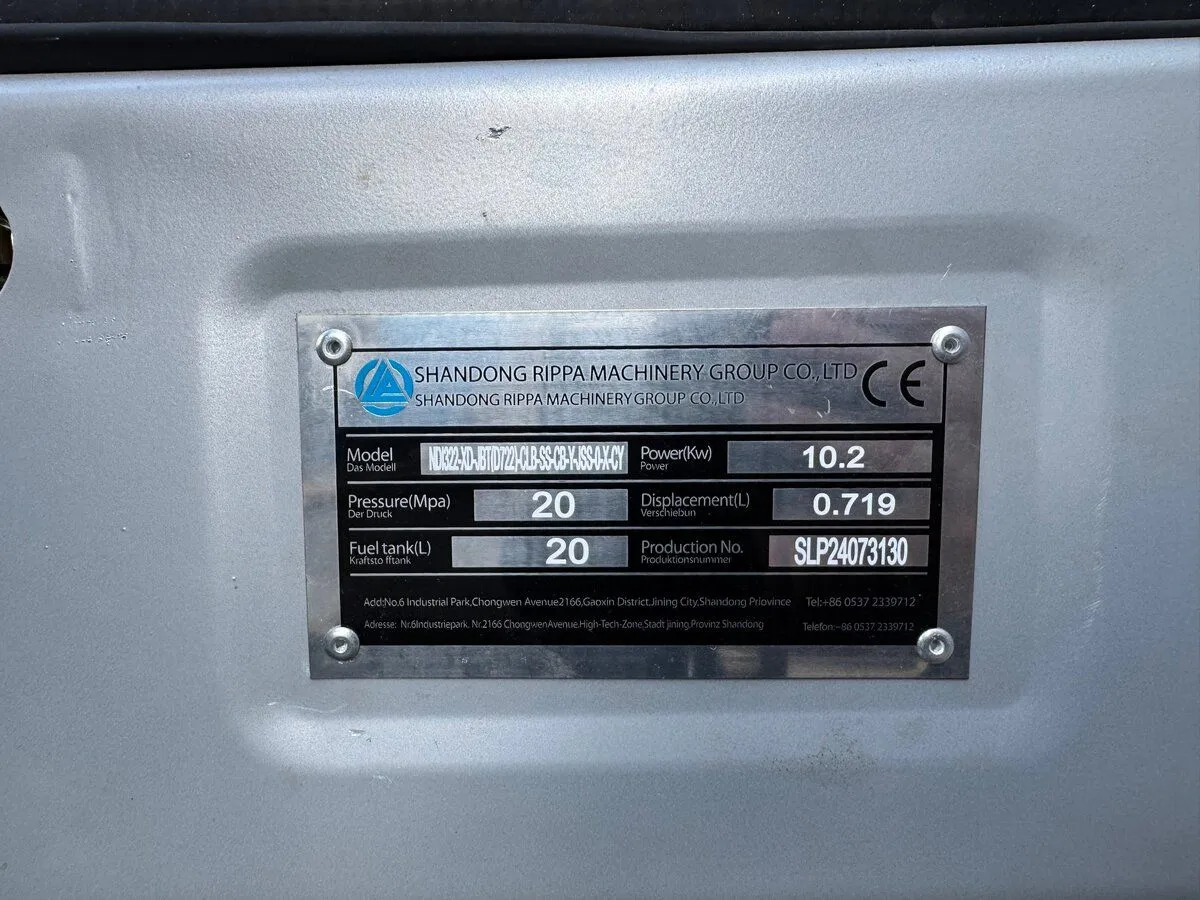 SHANDONG RIPPA MACHINERY GROUP CO., LTD
SHANDONG RIPPA MACHINERY GROUP CO.,LTD
CE
Model NDI322-XD-JBT(D722)-CLB-SS-CB-Y-JSS-0-X-CY Power(Kw) 10.2
Das Modell Power
Pressure(Mpa) 20 Displacement(L) 0.719
Der Druck Verschiebun
Fuel tank(L) 20 Production No. SLP24073130
Kraftsto fftank Produktionsnummer
Add:No.6 Industrial Park,Chongwen Avenue2166,Gaoxin District,Jining City,Shandong Priovince Tel:+86 0537 2339712
Adresse: Nr.6Industriepark, Nr.2166 ChongwenAvenue,High-Tech-Zone,Stadt jining,Provinz Shandong Telefon:+86 0537 2339712